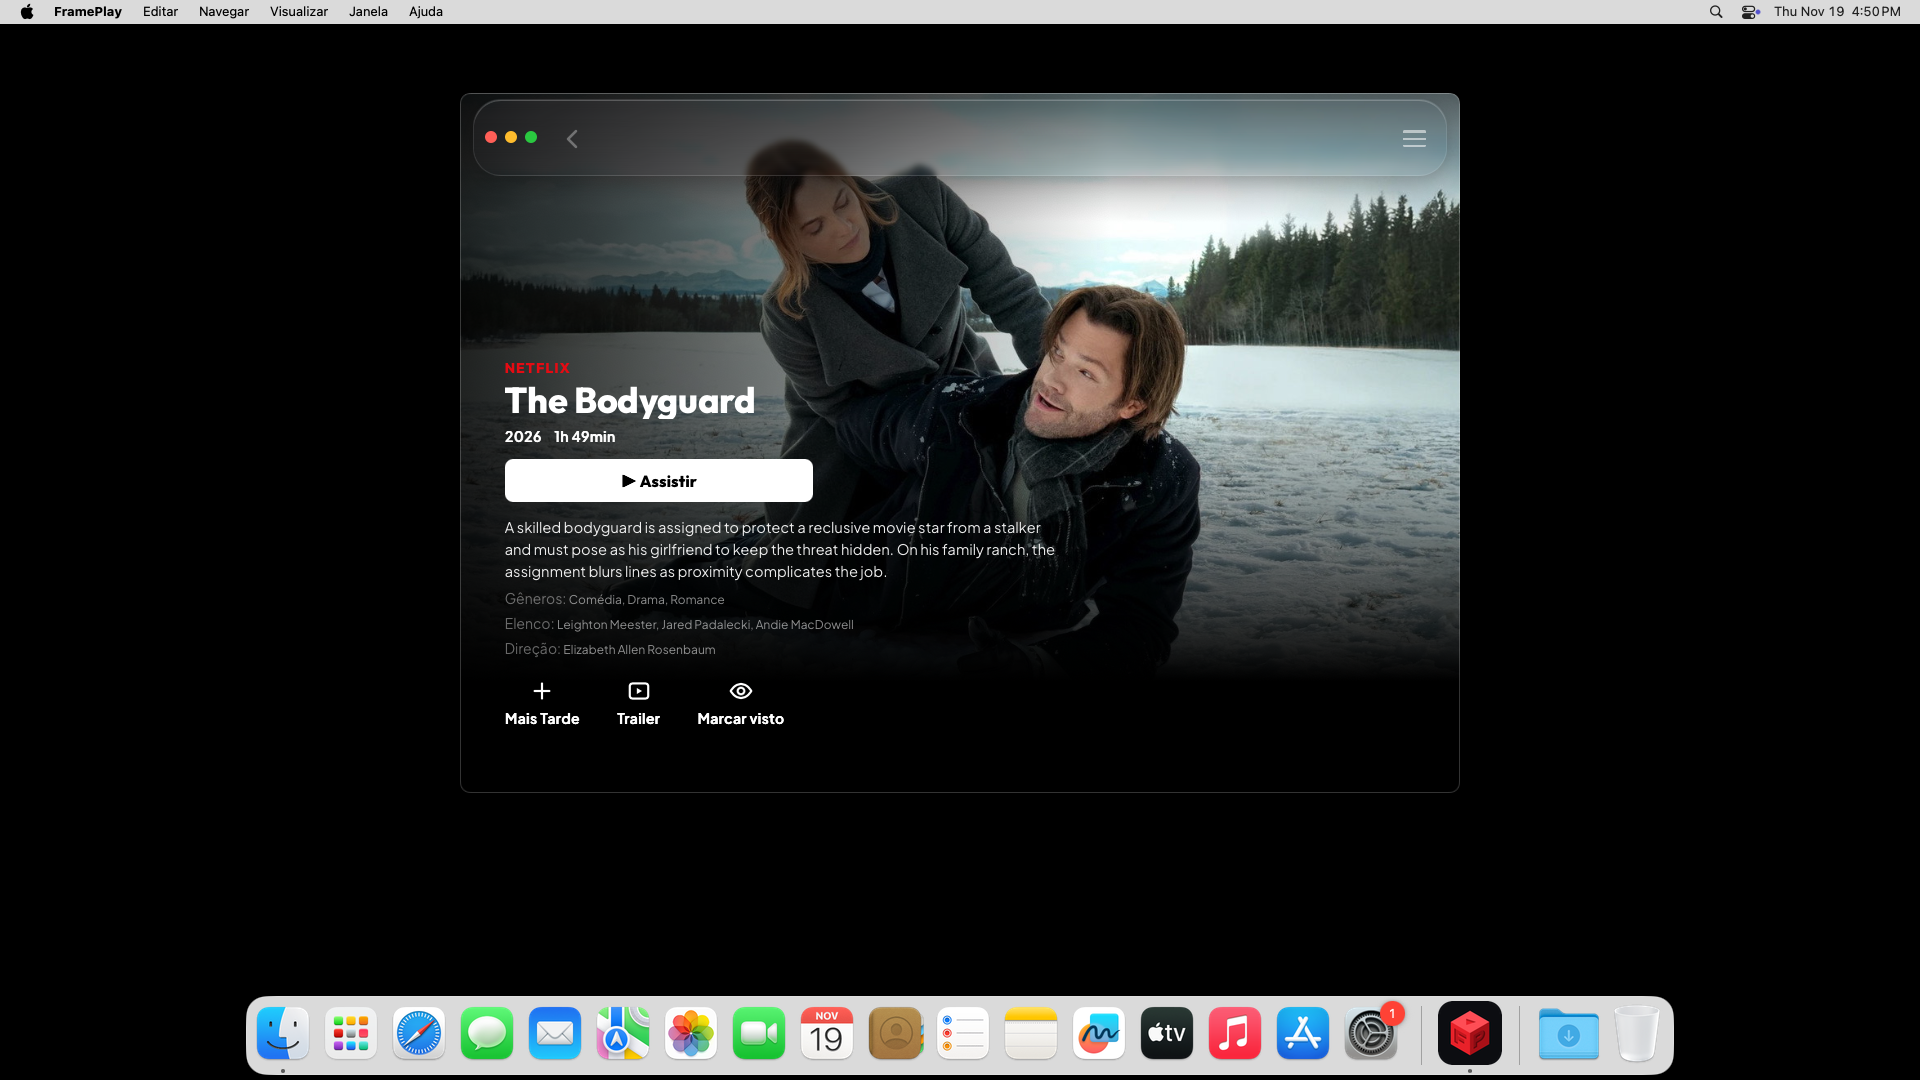 FramePlay Editar Navegar Visualizar Janela Ajuda Thu Nov 19 4:50 PM
NETFLIX
The Bodyguard
2026 1h 49min
Assistir
A skilled bodyguard is assigned to protect a reclusive movie star from a stalker
and must pose as his girlfriend to keep the threat hidden. On his family ranch, the
assignment blurs lines as proximity complicates the job.
Gêneros: Comédia, Drama, Romance
Elenco: Leighton Meester, Jared Padalecki, Andie MacDowell
Direção: Elizabeth Allen Rosenbaum
Mais Tarde Trailer Marcar visto
NOV
19
tv
1